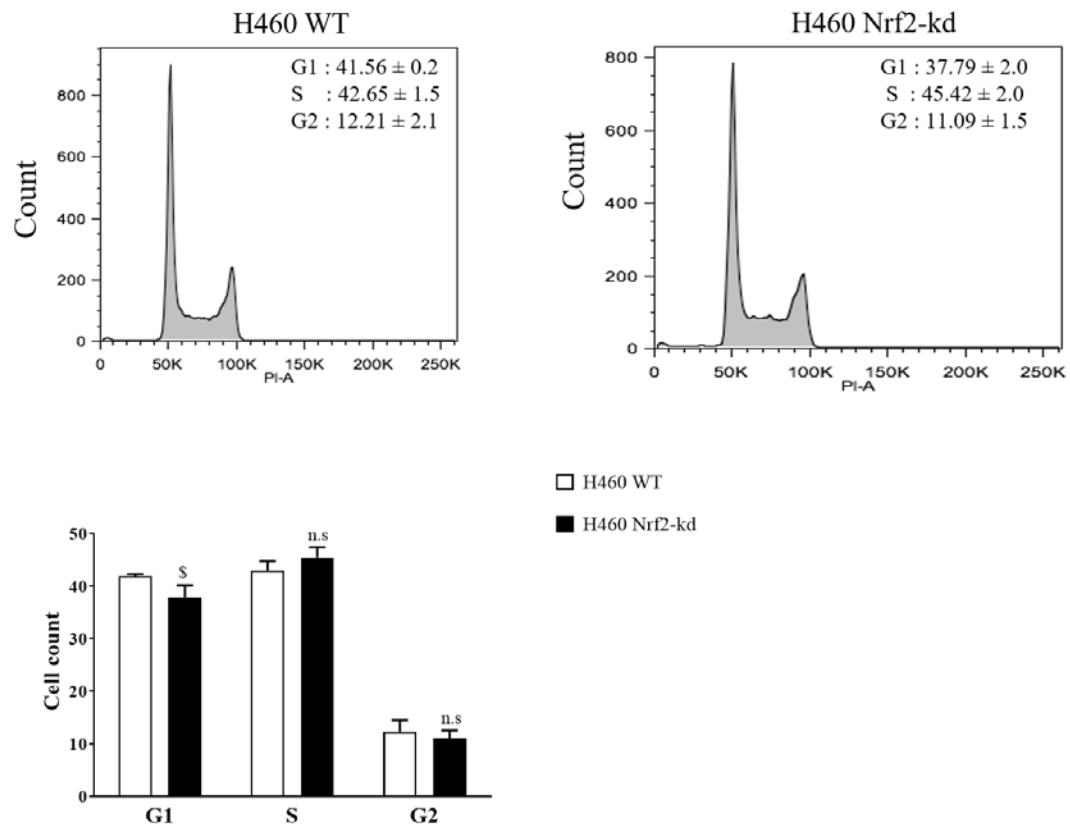 H460 WT
G1 : 41.56 ± 0.2
S : 42.65 ± 1.5
G2 : 12.21 ± 2.1
Count
800
600
400
200
0
0 50K 100K 150K 200K 250K
PI-A
H460 Nrf2-kd
G1 : 37.79 ± 2.0
S : 45.42 ± 2.0
G2 : 11.09 ± 1.5
Count
800
600
400
200
0
0 50K 100K 150K 200K 250K
PI-A
H460 WT
H460 Nrf2-kd
Cell count
50
40
30
20
10
0
$
n.s
n.s
G1 S G2